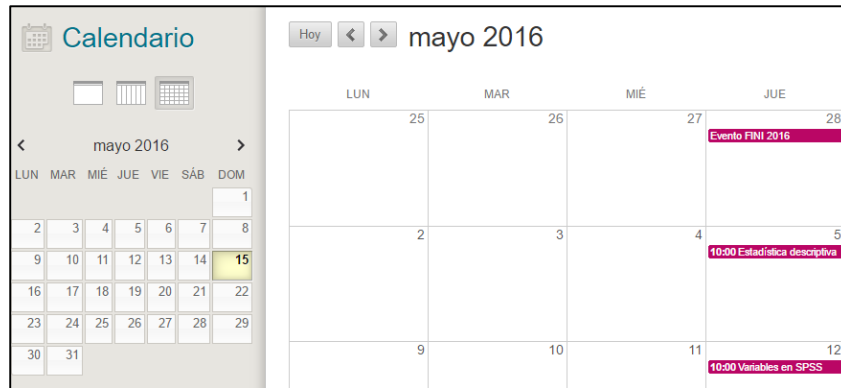 Calendario
mayo 2016
LUN MAR MIÉ JUE VIE SÁB DOM
1
2 3 4 5 6 7 8
9 10 11 12 13 14 15
16 17 18 19 20 21 22
23 24 25 26 27 28 29
30 31
Hoy mayo 2016
LUN MAR MIÉ JUE
25 26 27 28
Evento FINI 2016
2 3 4 5
10:00 Estadística descriptiva
9 10 11 12
10:00 Variables en SPSS